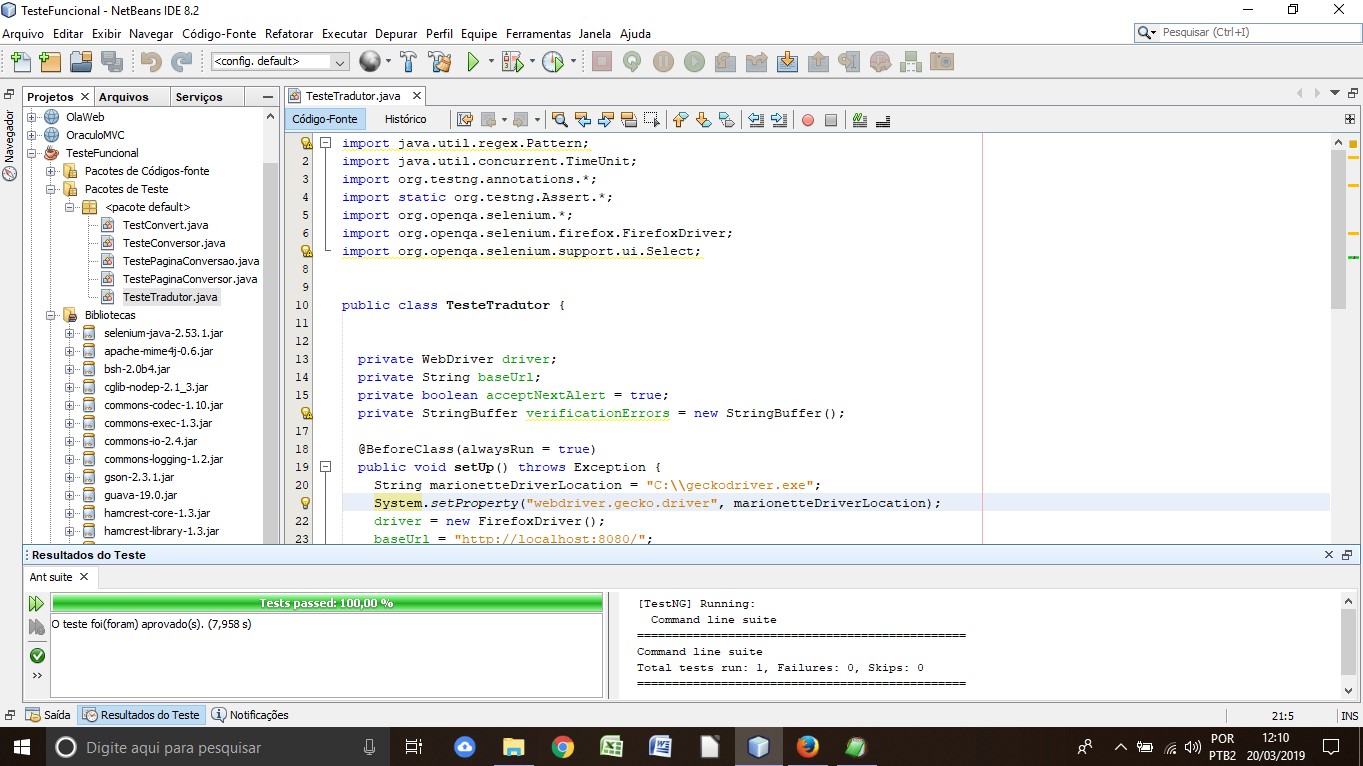 TesteFuncional - NetBeans IDE 8.2
Arquivo Editar Exibir Navegar Código-Fonte Refatorar Executar Depurar Perfil Equipe Ferramentas Janela Ajuda
Pesquisar (Ctrl+I)
<config. default>
Projetos Arquivos Serviços
Navegador
OlaWeb
OraculoMVC
TesteFuncional
Pacotes de Códigos-fonte
Pacotes de Teste
<pacote default>
TestConvert.java
TesteConversor.java
TestePaginaConversao.java
TestePaginaConversor.java
TesteTradutor.java
Bibliotecas
selenium-java-2.53.1.jar
apache-mime4j-0.6.jar
bsh-2.0b4.jar
cglib-nodep-2.1_3.jar
commons-codec-1.10.jar
commons-exec-1.3.jar
commons-io-2.4.jar
commons-logging-1.2.jar
gson-2.3.1.jar
guava-19.0.jar
hamcrest-core-1.3.jar
hamcrest-library-1.3.jar
TesteTradutor.java
Código-Fonte Histórico
import java.util.regex.Pattern;
2 import java.util.concurrent.TimeUnit;
3 import org.testng.annotations.*;
4 import static org.testng.Assert.*;
5 import org.openqa.selenium.*;
6 import org.openqa.selenium.firefox.FirefoxDriver;
import org.openqa.selenium.support.ui.Select;
8
9
10 public class TesteTradutor {
11
12
13 private WebDriver driver;
14 private String baseUrl;
15 private boolean acceptNextAlert = true;
private StringBuffer verificationErrors = new StringBuffer();
17
18 @BeforeClass(alwaysRun = true)
19 public void setUp() throws Exception {
20 String marionetteDriverLocation = "C:\\geckodriver.exe";
System.setProperty("webdriver.gecko.driver", marionetteDriverLocation);
22 driver = new FirefoxDriver();
23 baseUrl = "http://localhost:8080/";
Resultados do Teste
Ant suite
Tests passed: 100,00 %
O teste foi(foram) aprovado(s). (7,958 s)
[TestNG] Running:
Command line suite
===============================================
Command line suite
Total tests run: 1, Failures: 0, Skips: 0
===============================================
Saída Resultados do Teste Notificações
21:5 INS
Digite aqui para pesquisar
POR
PTB2
12:10
20/03/2019